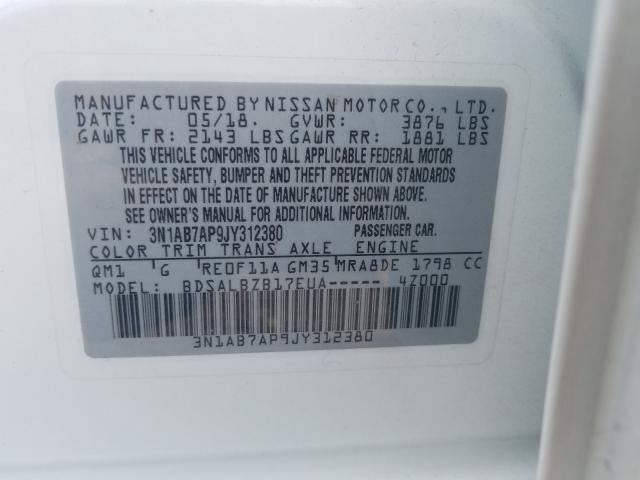 MANUFACTURED BY NISSAN MOTOR CO., LTD.
DATE: 05/18. GVWR: 3876 LBS
GAWR FR: 2143 LBS GAWR RR: 1881 LBS
THIS VEHICLE CONFORMS TO ALL APPLICABLE FEDERAL MOTOR
VEHICLE SAFETY, BUMPER AND THEFT PREVENTION STANDARDS
IN EFFECT ON THE DATE OF MANUFACTURE SHOWN ABOVE.
SEE OWNER'S MANUAL FOR ADDITIONAL INFORMATION.
VIN: 3N1AB7AP9JY312380 PASSENGER CAR.
COLOR TRIM TRANS AXLE ENGINE
QM1 'G RE0F11A GM35 MRA8DE 1798 CC
MODEL: BDSALBZB17EUA----- 4Z000
3N1AB7AP9JY312380